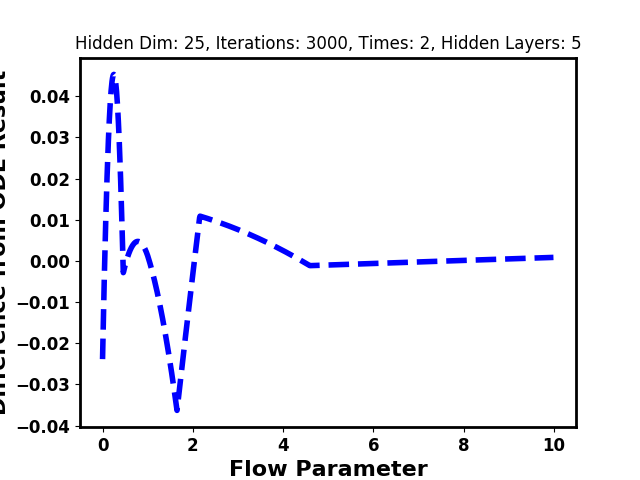 Hidden Dim: 25, Iterations: 3000, Times: 2, Hidden Layers: 5
Difference from ODE Result
0.04
0.03
0.02
0.01
0.00
−0.01
−0.02
−0.03
−0.04
0 2 4 6 8 10
Flow Parameter